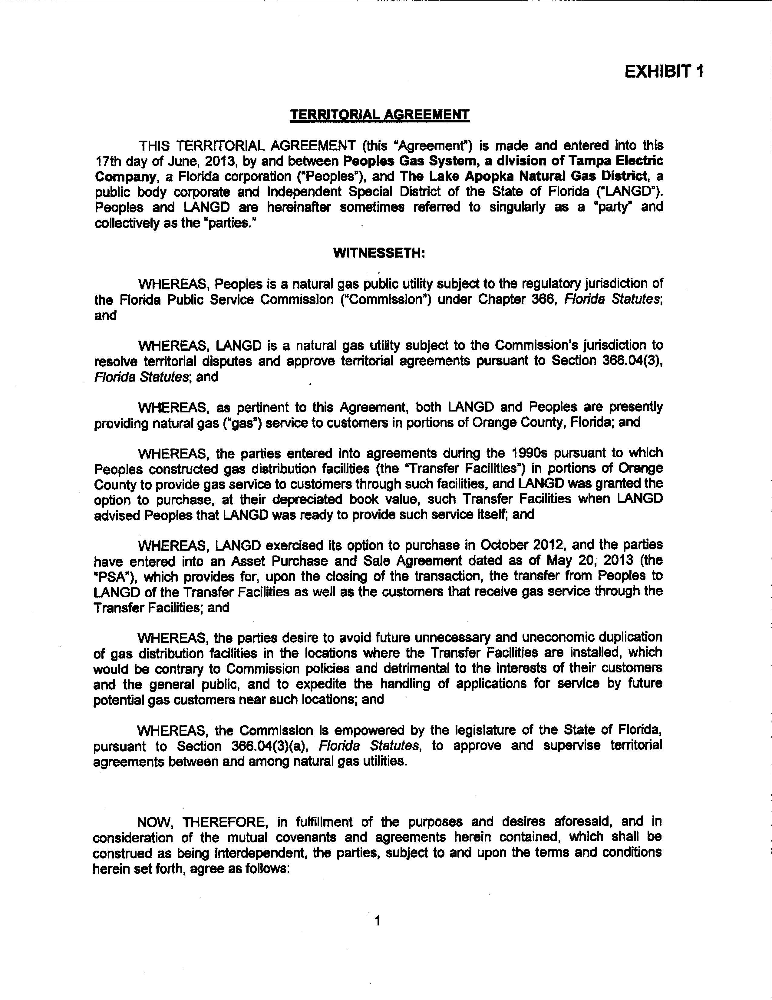 EXHIBIT 1
TERRITORIAL AGREEMENT
THIS TERRITORIAL AGREEMENT (this "Agreement") is made and entered into this
17th day of June, 2013, by and between Peoples Gas System, a division of Tampa Electric
Company, a Florida corporation ("Peoples"), and The Lake Apopka Natural Gas District, a
public body corporate and Independent Special District of the State of Florida ("LANGD").
Peoples and LANGD are hereinafter sometimes referred to singularly as a "party" and
collectively as the "parties."
WITNESSETH:
WHEREAS, Peoples is a natural gas public utility subject to the regulatory jurisdiction of
the Florida Public Service Commission ("Commission") under Chapter 366, Florida Statutes;
and
WHEREAS, LANGD is a natural gas utility subject to the Commission's jurisdiction to
resolve territorial disputes and approve territorial agreements pursuant to Section 366.04(3),
Florida Statutes; and
WHEREAS, as pertinent to this Agreement, both LANGD and Peoples are presently
providing natural gas ("gas") service to customers in portions of Orange County, Florida; and
WHEREAS, the parties entered into agreements during the 1990s pursuant to which
Peoples constructed gas distribution facilities (the "Transfer Facilities") in portions of Orange
County to provide gas service to customers through such facilities, and LANGD was granted the
option to purchase, at their depreciated book value, such Transfer Facilities when LANGD
advised Peoples that LANGD was ready to provide such service itself; and
WHEREAS, LANGD exercised its option to purchase in October 2012, and the parties
have entered into an Asset Purchase and Sale Agreement dated as of May 20, 2013 (the
"PSA"), which provides for, upon the closing of the transaction, the transfer from Peoples to
LANGD of the Transfer Facilities as well as the customers that receive gas service through the
Transfer Facilities; and
WHEREAS, the parties desire to avoid future unnecessary and uneconomic duplication
of gas distribution facilities in the locations where the Transfer Facilities are installed, which
would be contrary to Commission policies and detrimental to the interests of their customers
and the general public, and to expedite the handling of applications for service by future
potential gas customers near such locations; and
WHEREAS, the Commission is empowered by the legislature of the State of Florida,
pursuant to Section 366.04(3)(a), Florida Statutes, to approve and supervise territorial
agreements between and among natural gas utilities.
NOW, THEREFORE, in fulfillment of the purposes and desires aforesaid, and in
consideration of the mutual covenants and agreements herein contained, which shall be
construed as being interdependent, the parties, subject to and upon the terms and conditions
herein set forth, agree as follows:
1